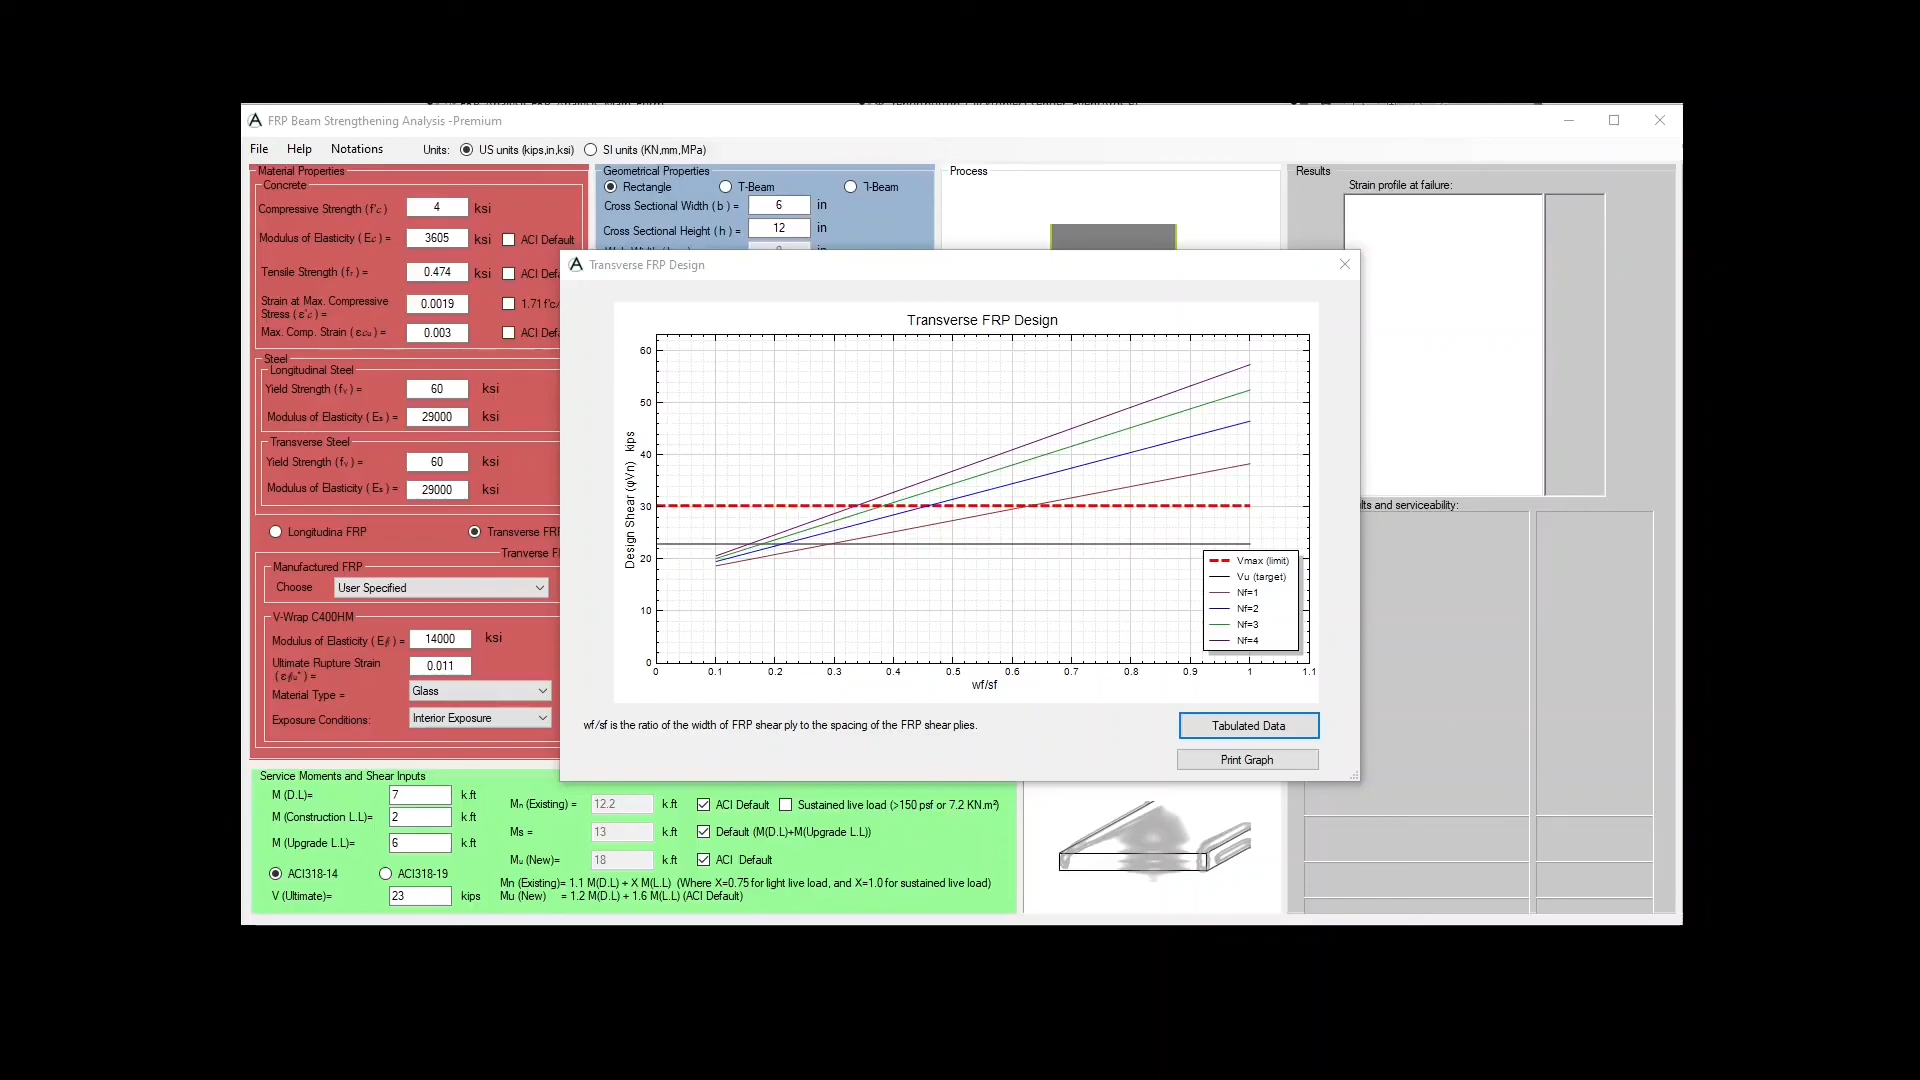 FRP Beam Strengthening Analysis -Premium
File Help Notations Units: US units (kips,in,ksi) SI units (KN,mm,MPa)
Material Properties
Concrete
Compressive Strength (f'c) 4 ksi
Modulus of Elasticity ( Ec ) = 3605 ksi ACI Default
Tensile Strength ( fr ) = 0.474 ksi ACI Defa
Strain at Max. Compressive
Stress ( ε'c ) = 0.0019 1.71 f'c/
Max. Comp. Strain ( εcu ) = 0.003 ACI Defa
Steel
Longitudinal Steel
Yield Strength ( fy ) = 60 ksi
Modulus of Elasticity ( Es ) = 29000 ksi
Transverse Steel
Yield Strength ( fy ) = 60 ksi
Modulus of Elasticity ( Es ) = 29000 ksi
Longitudina FRP Transverse FRP
Tranverse F
Manufactured FRP
Choose User Specified
V-Wrap C400HM
Modulus of Elasticity ( Ef ) = 14000 ksi
Ultimate Rupture Strain
( εfu* ) = 0.011
Material Type = Glass
Exposure Conditions: Interior Exposure
Geometrical Properties
Rectangle T-Beam ꓶ-Beam
Cross Sectional Width ( b ) = 6 in
Cross Sectional Height ( h ) = 12 in
Process
Results
Strain profile at failure:
lts and serviceability:
Transverse FRP Design
Transverse FRP Design
Design Shear (φVn) kips
60
50
40
30
20
10
0
0 0.1 0.2 0.3 0.4 0.5 0.6 0.7 0.8 0.9 1 1.1
wf/sf
Vmax (limit)
Vu (target)
Nf=1
Nf=2
Nf=3
Nf=4
wf/sf is the ratio of the width of FRP shear ply to the spacing of the FRP shear plies.
Tabulated Data
Print Graph
Service Moments and Shear Inputs
M (D.L)= 7 k.ft
M (Construction L.L)= 2 k.ft
M (Upgrade L.L)= 6 k.ft
ACI318-14 ACI318-19
V (Ultimate)= 23 kips
Mn (Existing) = 12.2 k.ft ACI Default Sustained live load (>150 psf or 7.2 KN.m²)
Ms = 13 k.ft Default (M(D.L)+M(Upgrade L.L))
Mu (New)= 18 k.ft ACI Default
Mn (Existing)= 1.1 M(D.L) + X M(L.L) (Where X=0.75 for light live load, and X=1.0 for sustained live load)
Mu (New) = 1.2 M(D.L) + 1.6 M(L.L) (ACI Default)